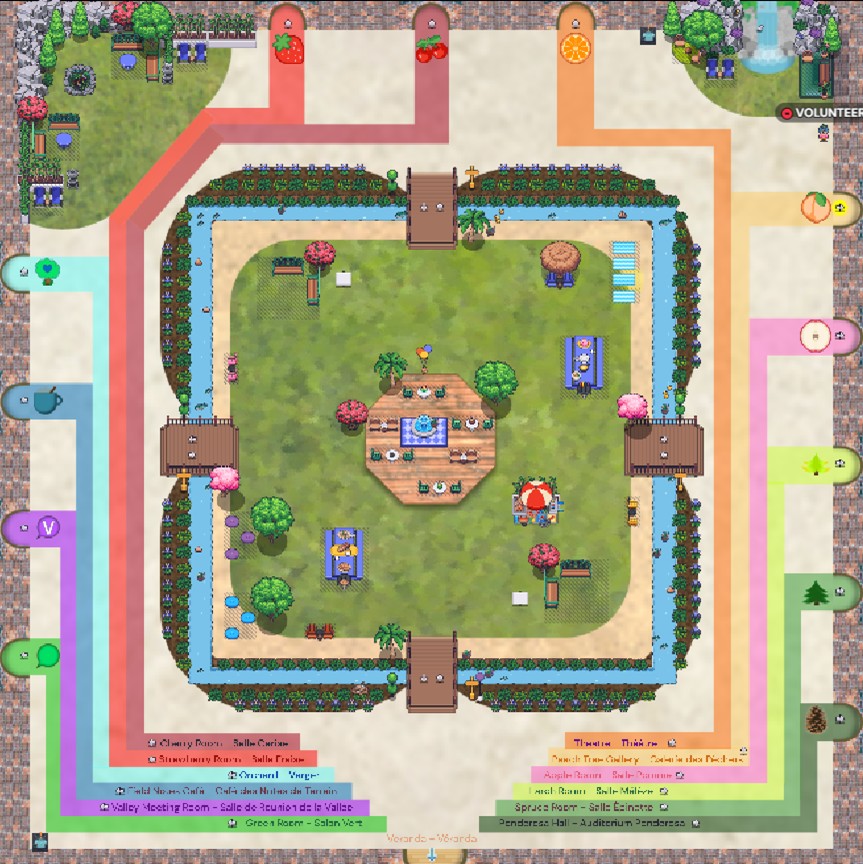 VOLUNTEER
V
Cherry Room - Salle Cerise
Strawberry Room - Salle Fraise
Orchard - Verger
Field Notes Café - Café des Notes de Terrain
Valley Meeting Room - Salle de Réunion de la Vallée
Green Room - Salon Vert
Theatre - Théâtre
Peach Tree Gallery - Galerie des Pêchers
Apple Room - Salle Pomme
Larch Room - Salle Mélèze
Spruce Room - Salle Épinette
Ponderosa Hall - Auditorium Ponderosa
Veranda - Véranda